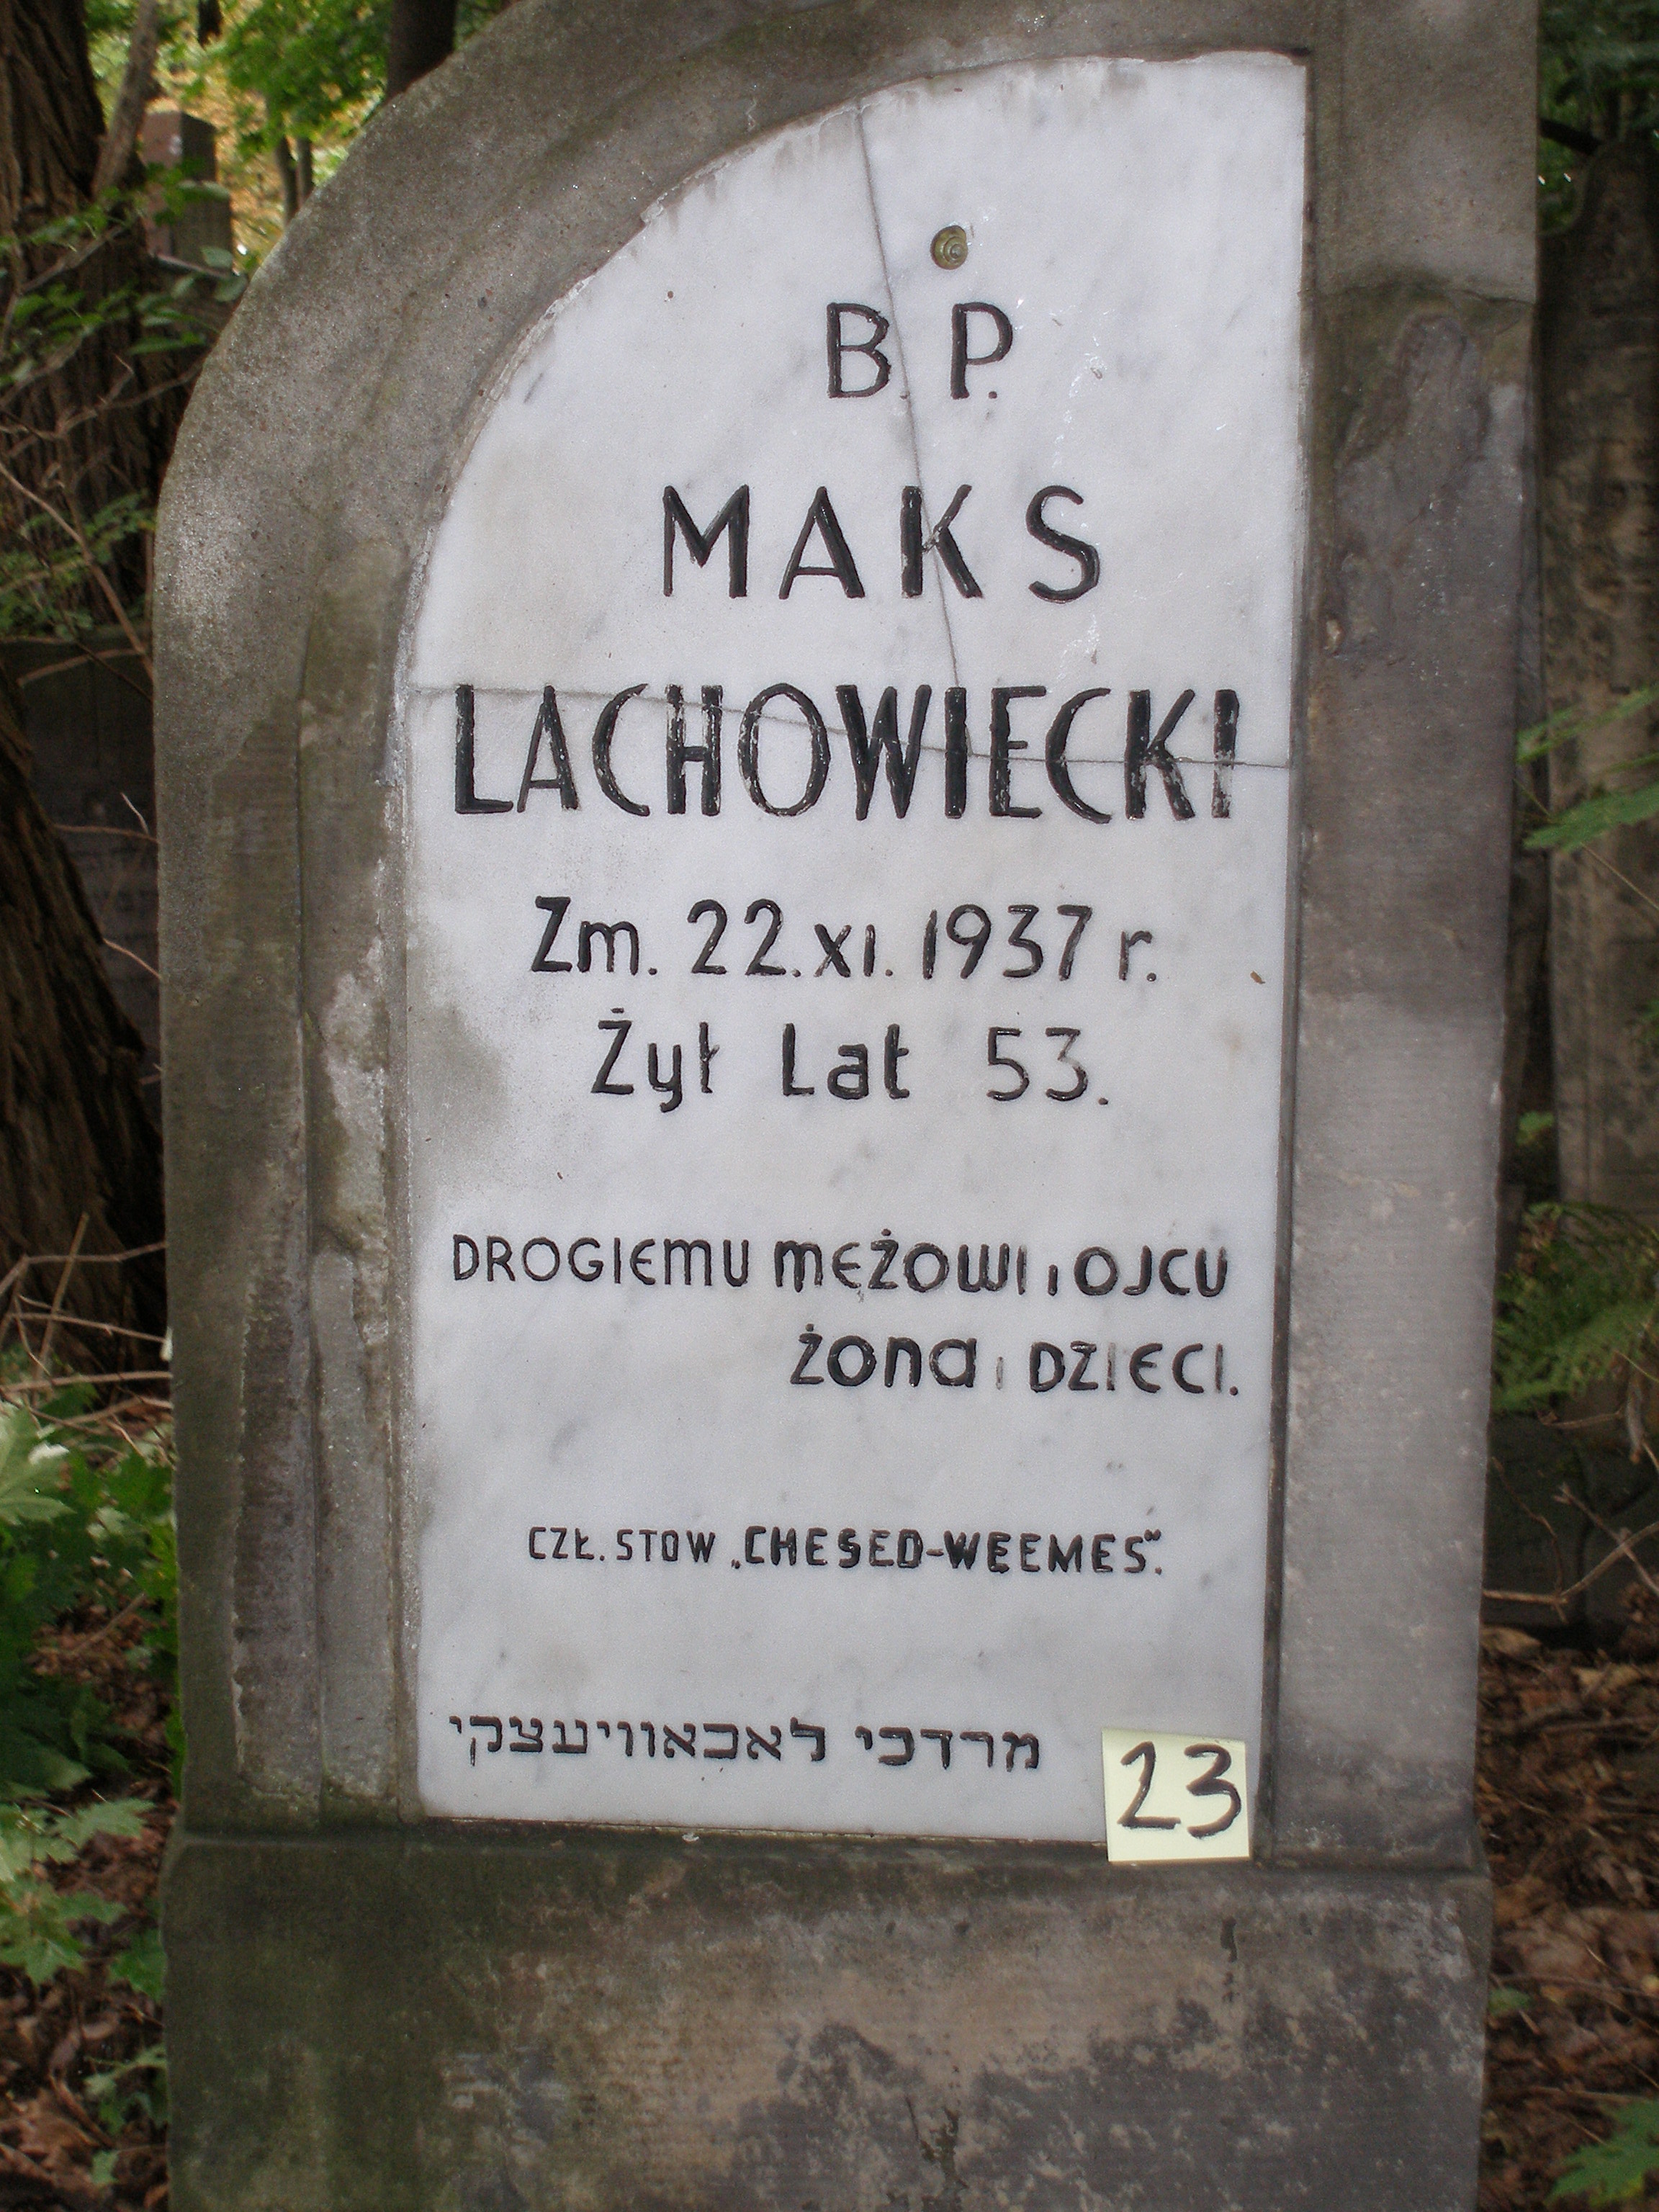 B. P.
MAKS
LACHOWIECKI
Zm. 22. XI. 1937 r.
Żył Lat 53.
DROGIEMU MĘŻOWI i OJCU
ŻONA i DZIECI.
CZŁ. STOW „CHESED-WEEMES".
מרדכי לאכאוויעצקי
23